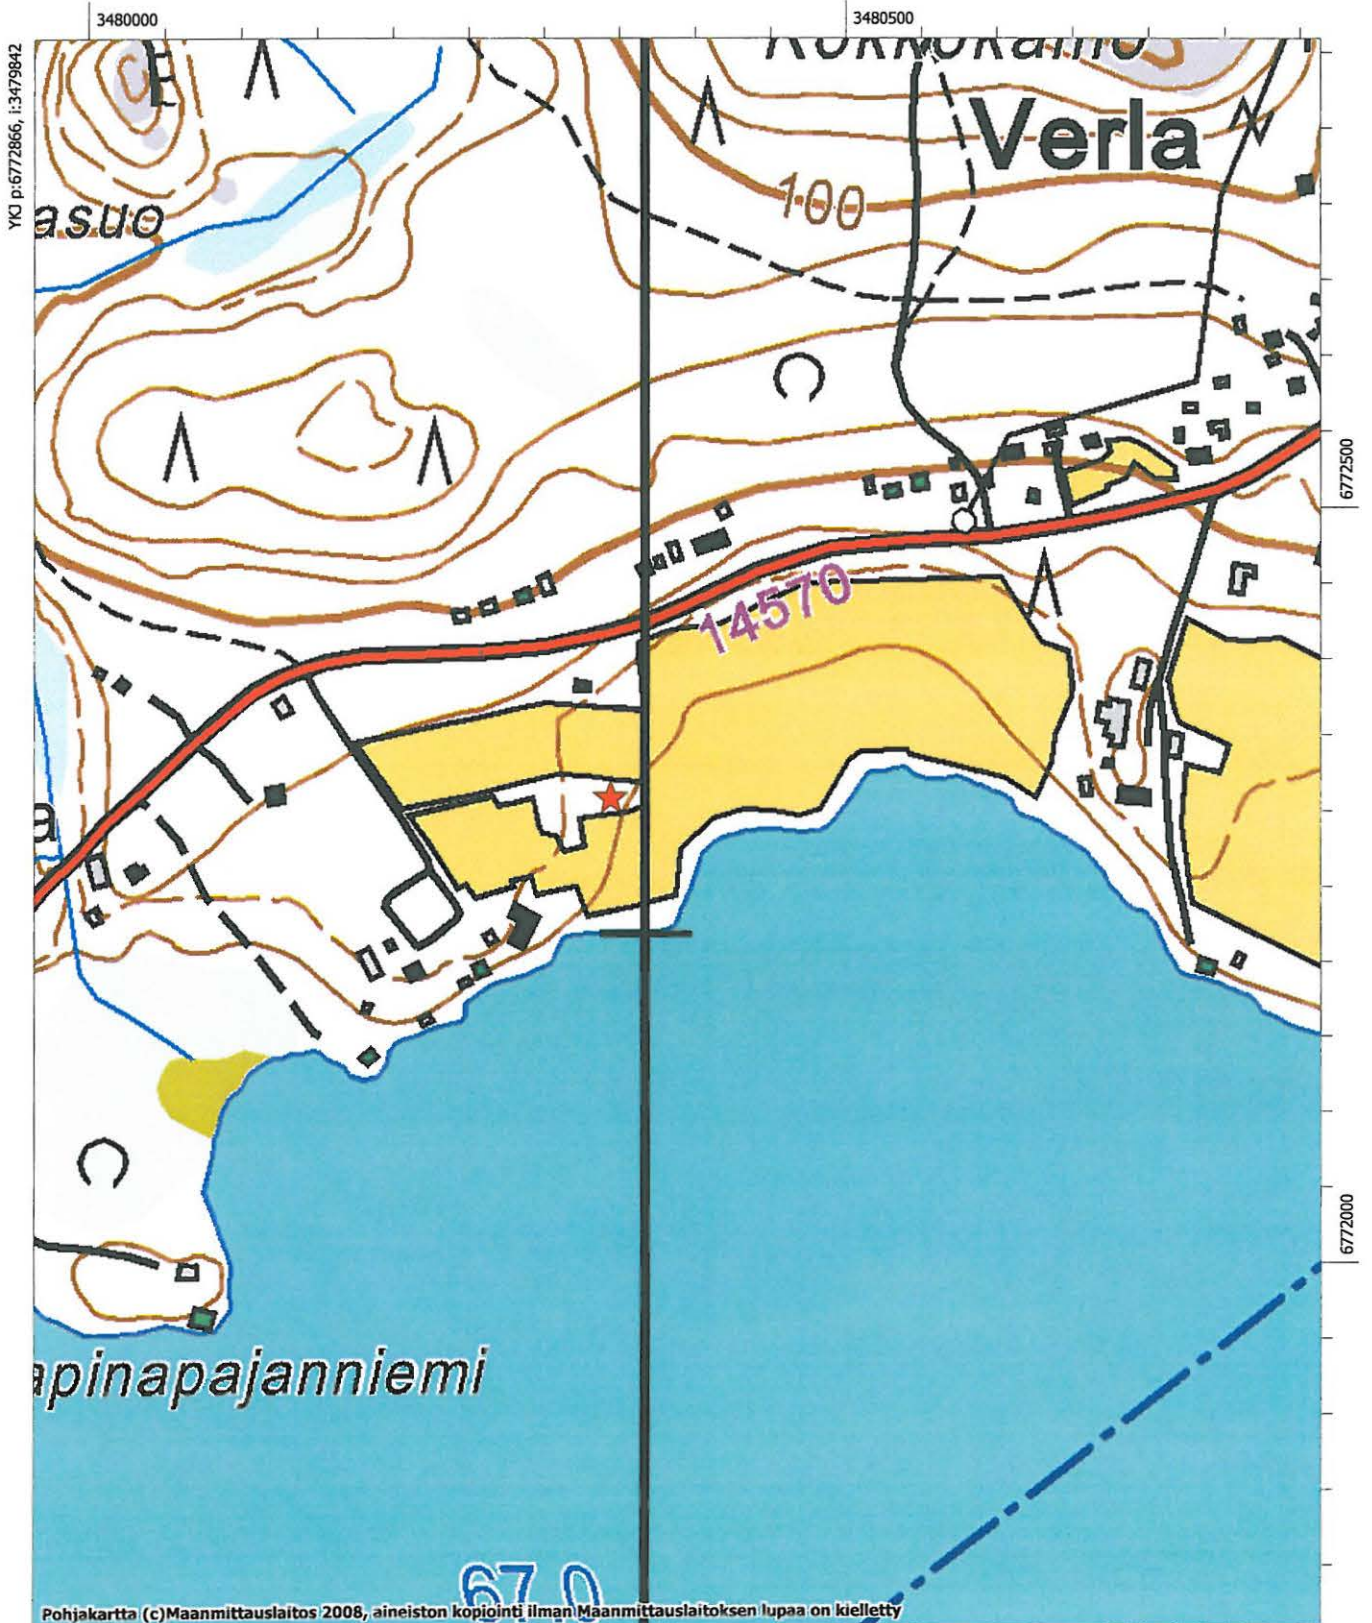 3480000
3480500
YKJ p:6772866, i:3479842
Verla
100
asuo
6772500
14570
a
6772000
apinapajanniemi
67.0
Pohjakartta (c)Maanmittauslaitos 2008, aineiston kopiointi ilman Maanmittauslaitoksen lupaa on kielletty